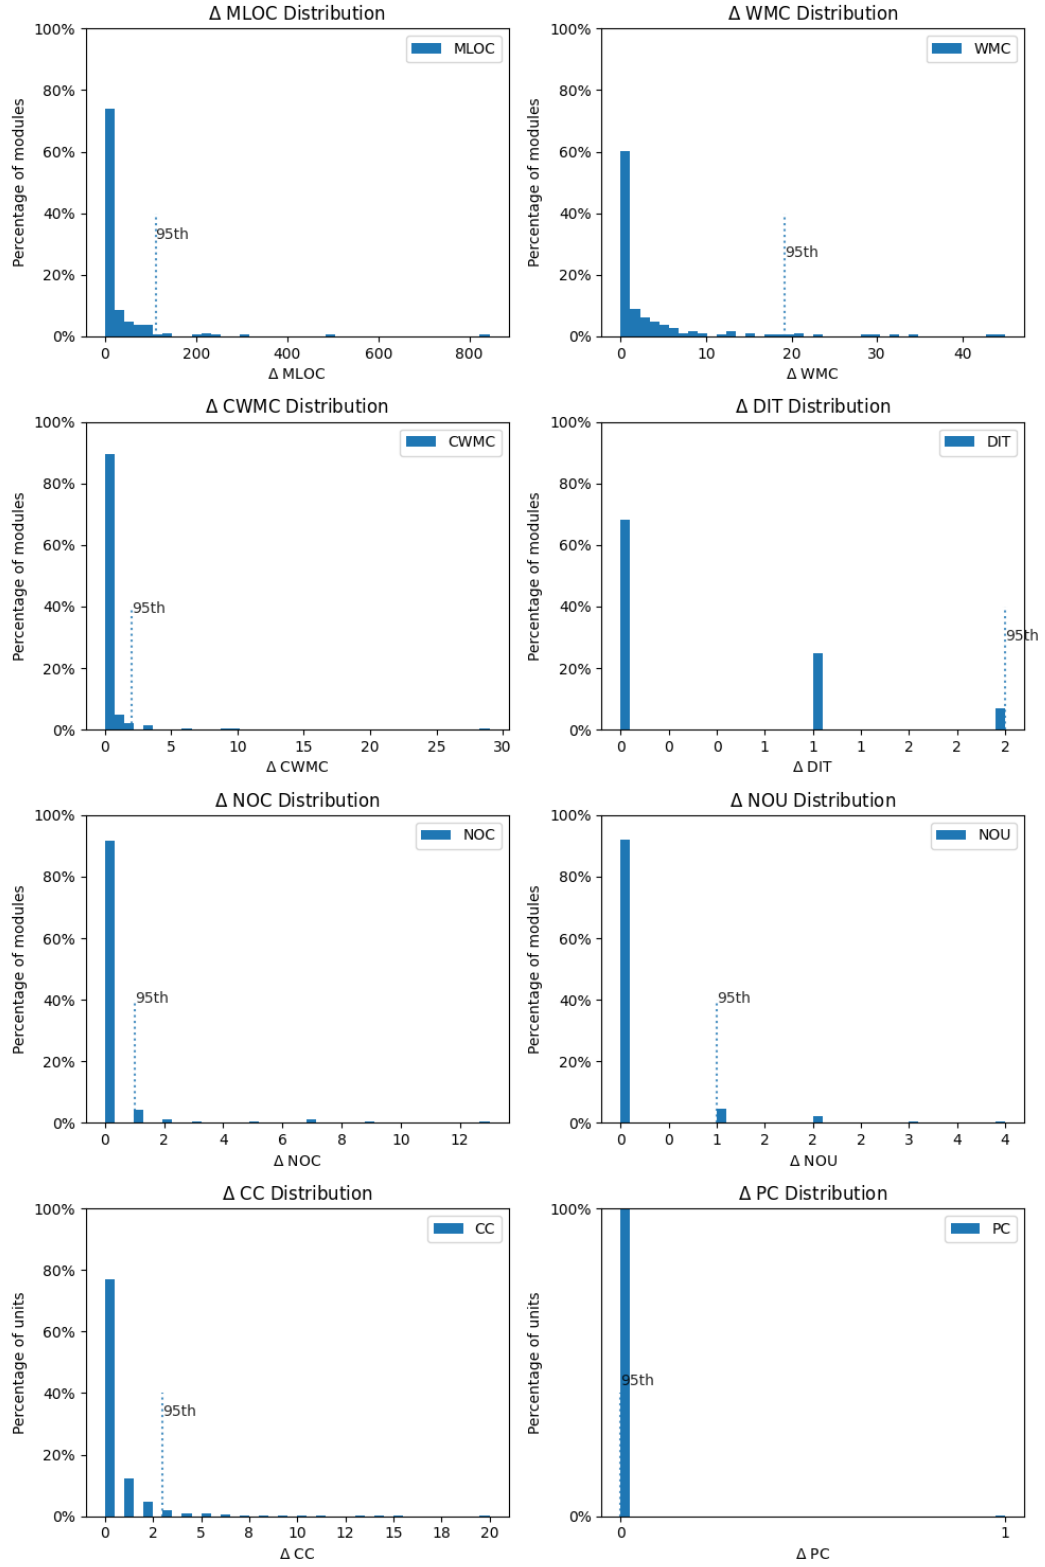 Δ MLOC Distribution
100%
80%
60%
40%
20%
0%
Percentage of modules
MLOC
95th
0 200 400 600 800
Δ MLOC
Δ WMC Distribution
100%
80%
60%
40%
20%
0%
Percentage of modules
WMC
95th
0 10 20 30 40
Δ WMC
Δ CWMC Distribution
100%
80%
60%
40%
20%
0%
Percentage of modules
CWMC
95th
0 5 10 15 20 25 30
Δ CWMC
Δ DIT Distribution
100%
80%
60%
40%
20%
0%
Percentage of modules
DIT
95th
0 0 0 1 1 1 2 2 2
Δ DIT
Δ NOC Distribution
100%
80%
60%
40%
20%
0%
Percentage of modules
NOC
95th
0 2 4 6 8 10 12
Δ NOC
Δ NOU Distribution
100%
80%
60%
40%
20%
0%
Percentage of modules
NOU
95th
0 0 1 2 2 2 3 4 4
Δ NOU
Δ CC Distribution
100%
80%
60%
40%
20%
0%
Percentage of units
CC
95th
0 2 5 8 10 12 15 18 20
Δ CC
Δ PC Distribution
100%
0%
Percentage of units
PC
95th
0 1
Δ PC